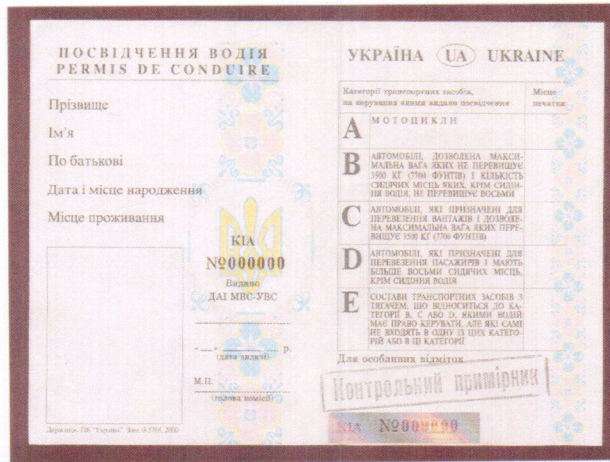 ПОСВІДЧЕННЯ ВОДІЯ
PERMIS DE CONDUIRE
Прізвище
Ім'я
По батькові
Дата і місце народження
Місце проживання
КІА
№000000
Видано
ДАІ МВС-УВС
"__" ______ р.
(дата видачі)
М.П.
(голова комісії)
УКРАЇНА UA UKRAINE
Категорії транспортних засобів,
на керування якими видано посвідчення
Місце
печатки
A МОТОЦИКЛИ
B АВТОМОБІЛІ, ДОЗВОЛЕНА МАКСИ-
МАЛЬНА ВАГА ЯКИХ НЕ ПЕРЕВИЩУЄ
3500 КГ (7700 ФУНТІВ) І КІЛЬКІСТЬ
СИДЯЧИХ МІСЦЬ ЯКИХ, КРІМ СИДІН-
НЯ ВОДІЯ, НЕ ПЕРЕВИЩУЄ ВОСЬМИ
C АВТОМОБІЛІ, ЯКІ ПРИЗНАЧЕНІ ДЛЯ
ПЕРЕВЕЗЕННЯ ВАНТАЖІВ І ДОЗВОЛЕ-
НА МАКСИМАЛЬНА ВАГА ЯКИХ ПЕРЕ-
ВИЩУЄ 3500 КГ (7700 ФУНТІВ)
D АВТОМОБІЛІ, ЯКІ ПРИЗНАЧЕНІ ДЛЯ
ПЕРЕВЕЗЕННЯ ПАСАЖИРІВ І МАЮТЬ
БІЛЬШЕ ВОСЬМИ СИДЯЧИХ МІСЦЬ,
КРІМ СИДІННЯ ВОДІЯ
E СОСТАВИ ТРАНСПОРТНИХ ЗАСОБІВ З
ТЯГАЧЕМ, ЩО ВІДНОСИТЬСЯ ДО КА-
ТЕГОРІЇ B, C АБО D, ЯКИМИ ВОДІЙ
МАЄ ПРАВО КЕРУВАТИ, АЛЕ ЯКІ САМІ
НЕ ВХОДЯТЬ В ОДНУ ІЗ ЦИХ КАТЕГО-
РІЙ АБО В ЦІ КАТЕГОРІЇ
Для особливих відміток
Контрольний примірник
КІА №000000